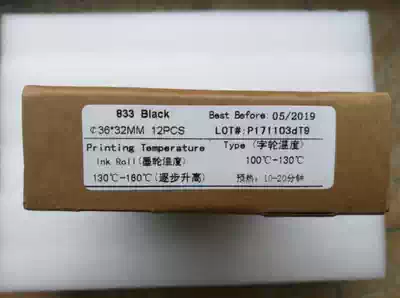 833 Black Best Before: 05/2019
¢36*32MM 12PCS LOT#:P171103dT9
Printing Temperature Type (字轮温度)
Ink Roll(墨轮温度) 100℃-130℃
130℃-160℃(逐步升高) 预热：10-20分钟